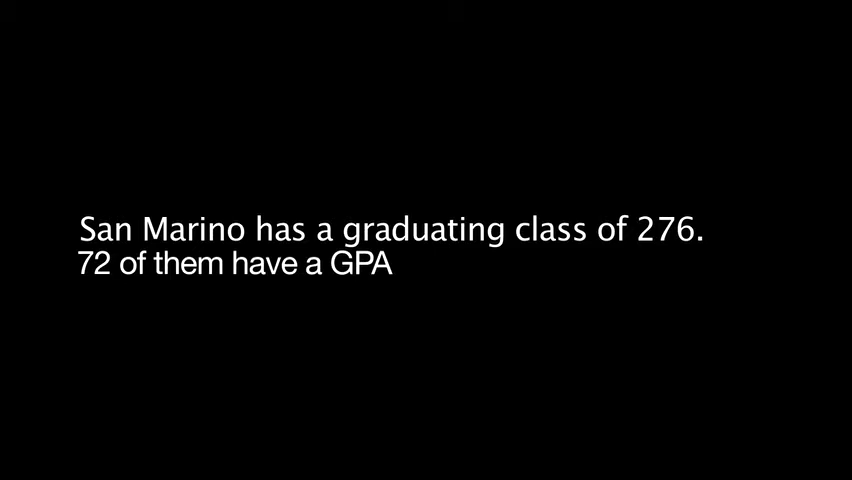 San Marino has a graduating class of 276.
72 of them have a GPA